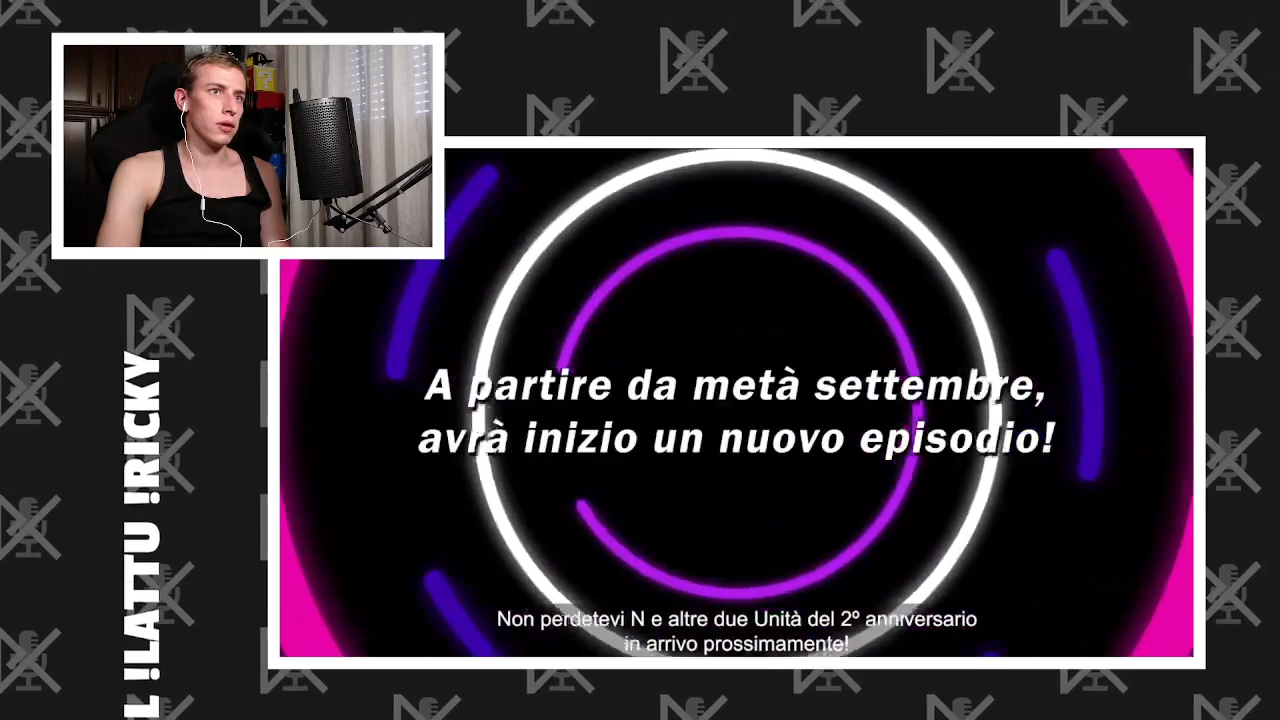 A partire da metà settembre,
avrà inizio un nuovo episodio!
Non perdetevi N e altre due Unità del 2º anniversario
in arrivo prossimamente!
!LATTU !RICKY